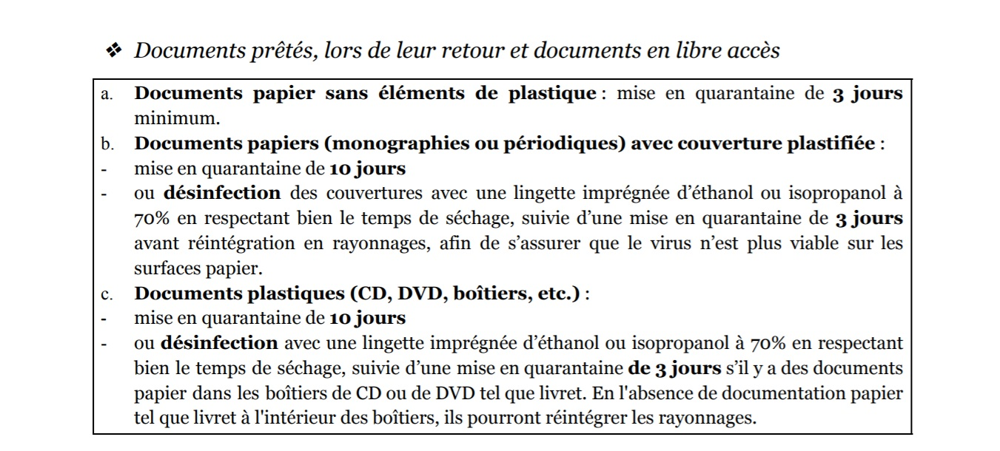 ❖ Documents prêtés, lors de leur retour et documents en libre accès
a. Documents papier sans éléments de plastique : mise en quarantaine de 3 jours
minimum.
b. Documents papiers (monographies ou périodiques) avec couverture plastifiée :
- mise en quarantaine de 10 jours
- ou désinfection des couvertures avec une lingette imprégnée d’éthanol ou isopropanol à
70% en respectant bien le temps de séchage, suivie d’une mise en quarantaine de 3 jours
avant réintégration en rayonnages, afin de s’assurer que le virus n’est plus viable sur les
surfaces papier.
c. Documents plastiques (CD, DVD, boîtiers, etc.) :
- mise en quarantaine de 10 jours
- ou désinfection avec une lingette imprégnée d’éthanol ou isopropanol à 70% en respectant
bien le temps de séchage, suivie d’une mise en quarantaine de 3 jours s’il y a des documents
papier dans les boîtiers de CD ou de DVD tel que livret. En l'absence de documentation papier
tel que livret à l'intérieur des boîtiers, ils pourront réintégrer les rayonnages.